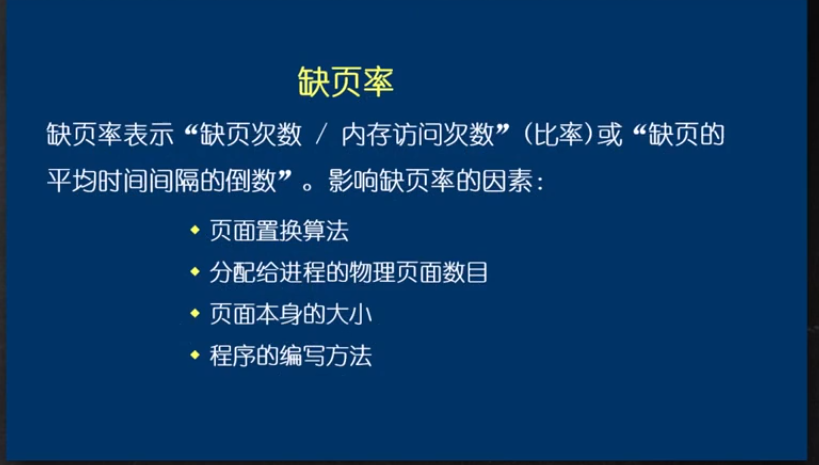 缺页率
缺页率表示“缺页次数 / 内存访问次数”(比率)或“缺页的
平均时间间隔的倒数”。影响缺页率的因素:
◆ 页面置换算法
◆ 分配给进程的物理页面数目
◆ 页面本身的大小
◆ 程序的编写方法